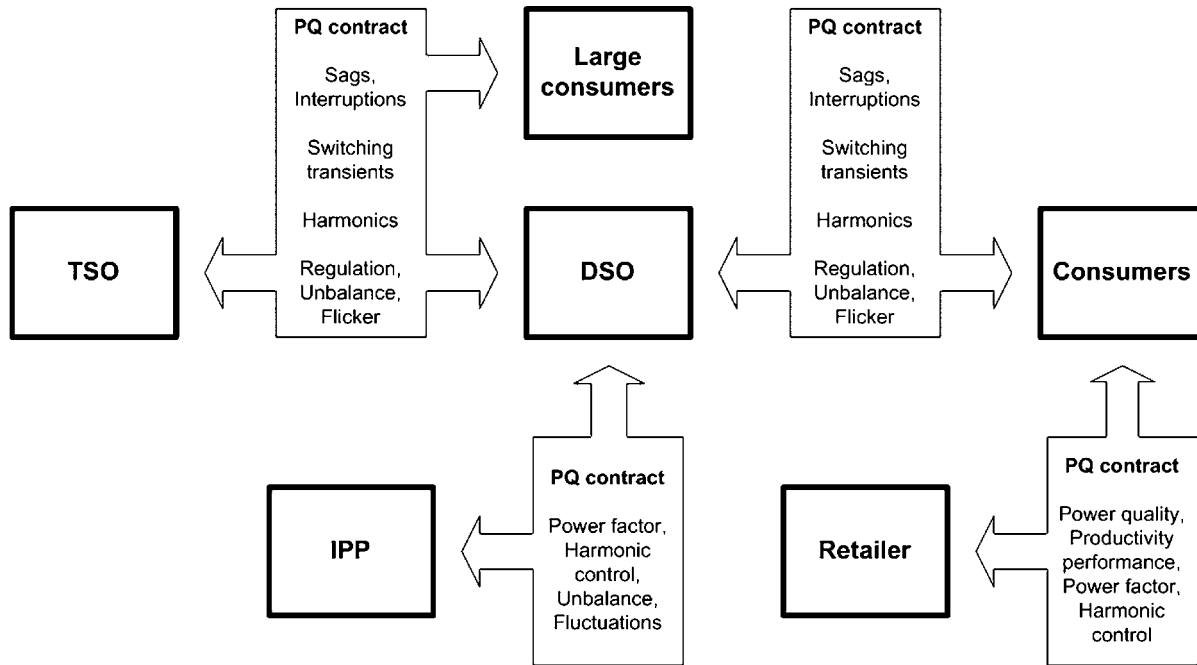 PQ contract
Sags,
Interruptions
Switching
transients
Harmonics
Regulation,
Unbalance,
Flicker
Large
consumers
PQ contract
Sags,
Interruptions
Switching
transients
Harmonics
Regulation,
Unbalance,
Flicker
TSO
DSO
Consumers
IPP
PQ contract
Power factor,
Harmonic
control,
Unbalance,
Fluctuations
Retailer
PQ contract
Power quality,
Productivity
performance,
Power factor,
Harmonic
control